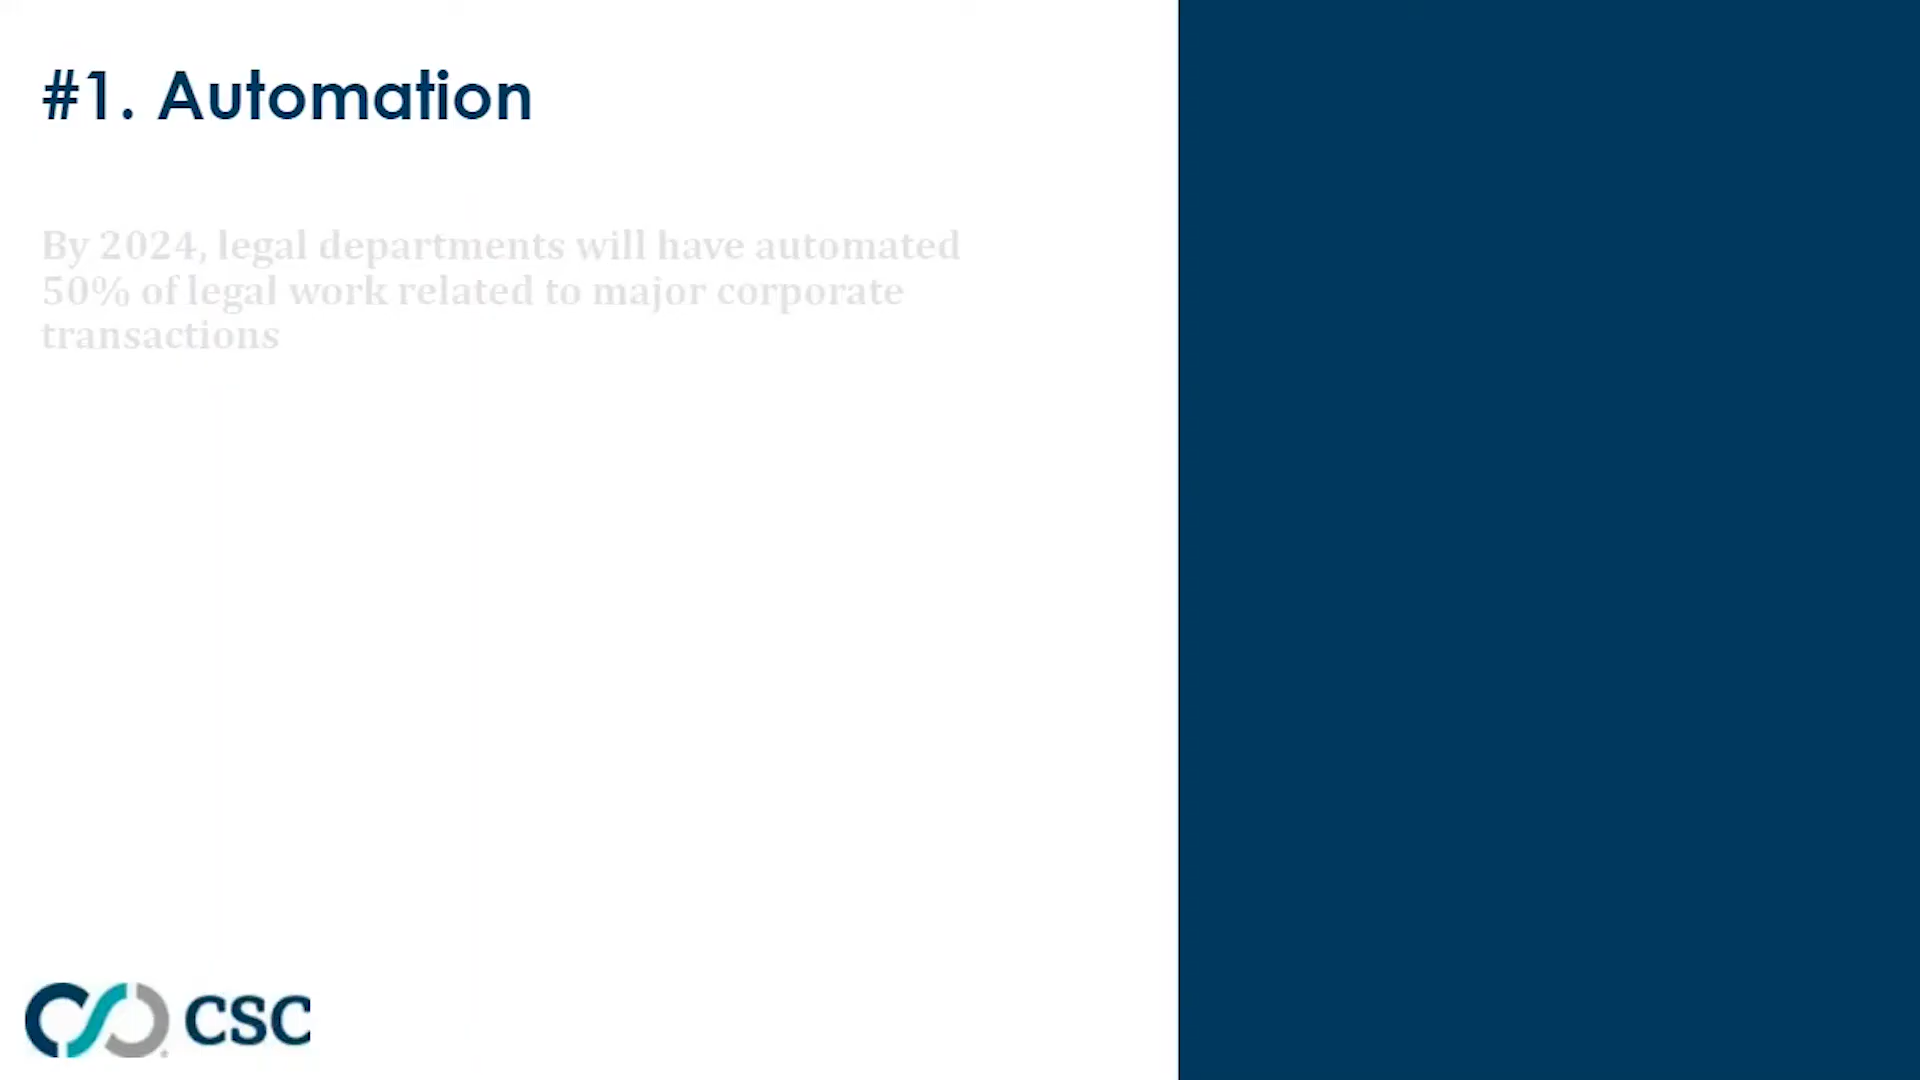 #1. Automation
By 2024, legal departments will have automated
50% of legal work related to major corporate
transactions
CSC